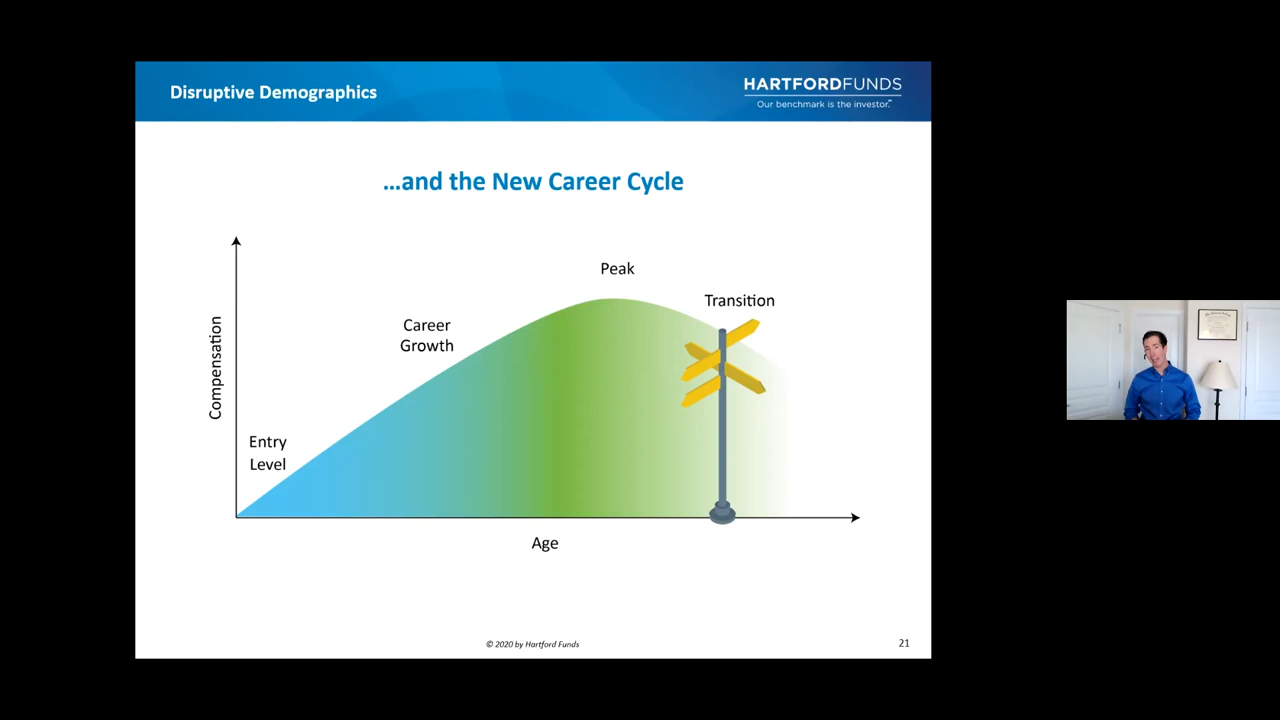 Disruptive Demographics
HARTFORDFUNDS
Our benchmark is the investor.℠
...and the New Career Cycle
Peak
Transition
Career
Growth
Compensation
Entry
Level
Age
© 2020 by Hartford Funds
21